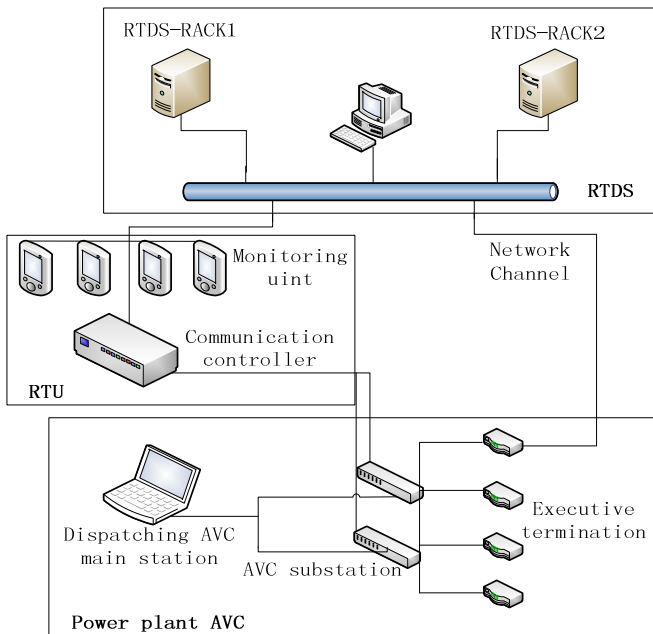 RTDS-RACK1
RTDS-RACK2
RTDS
Network
Channel
Monitoring
uint
Communication
controller
RTU
Dispatching AVC
main station
AVC substation
Executive
termination
Power plant AVC